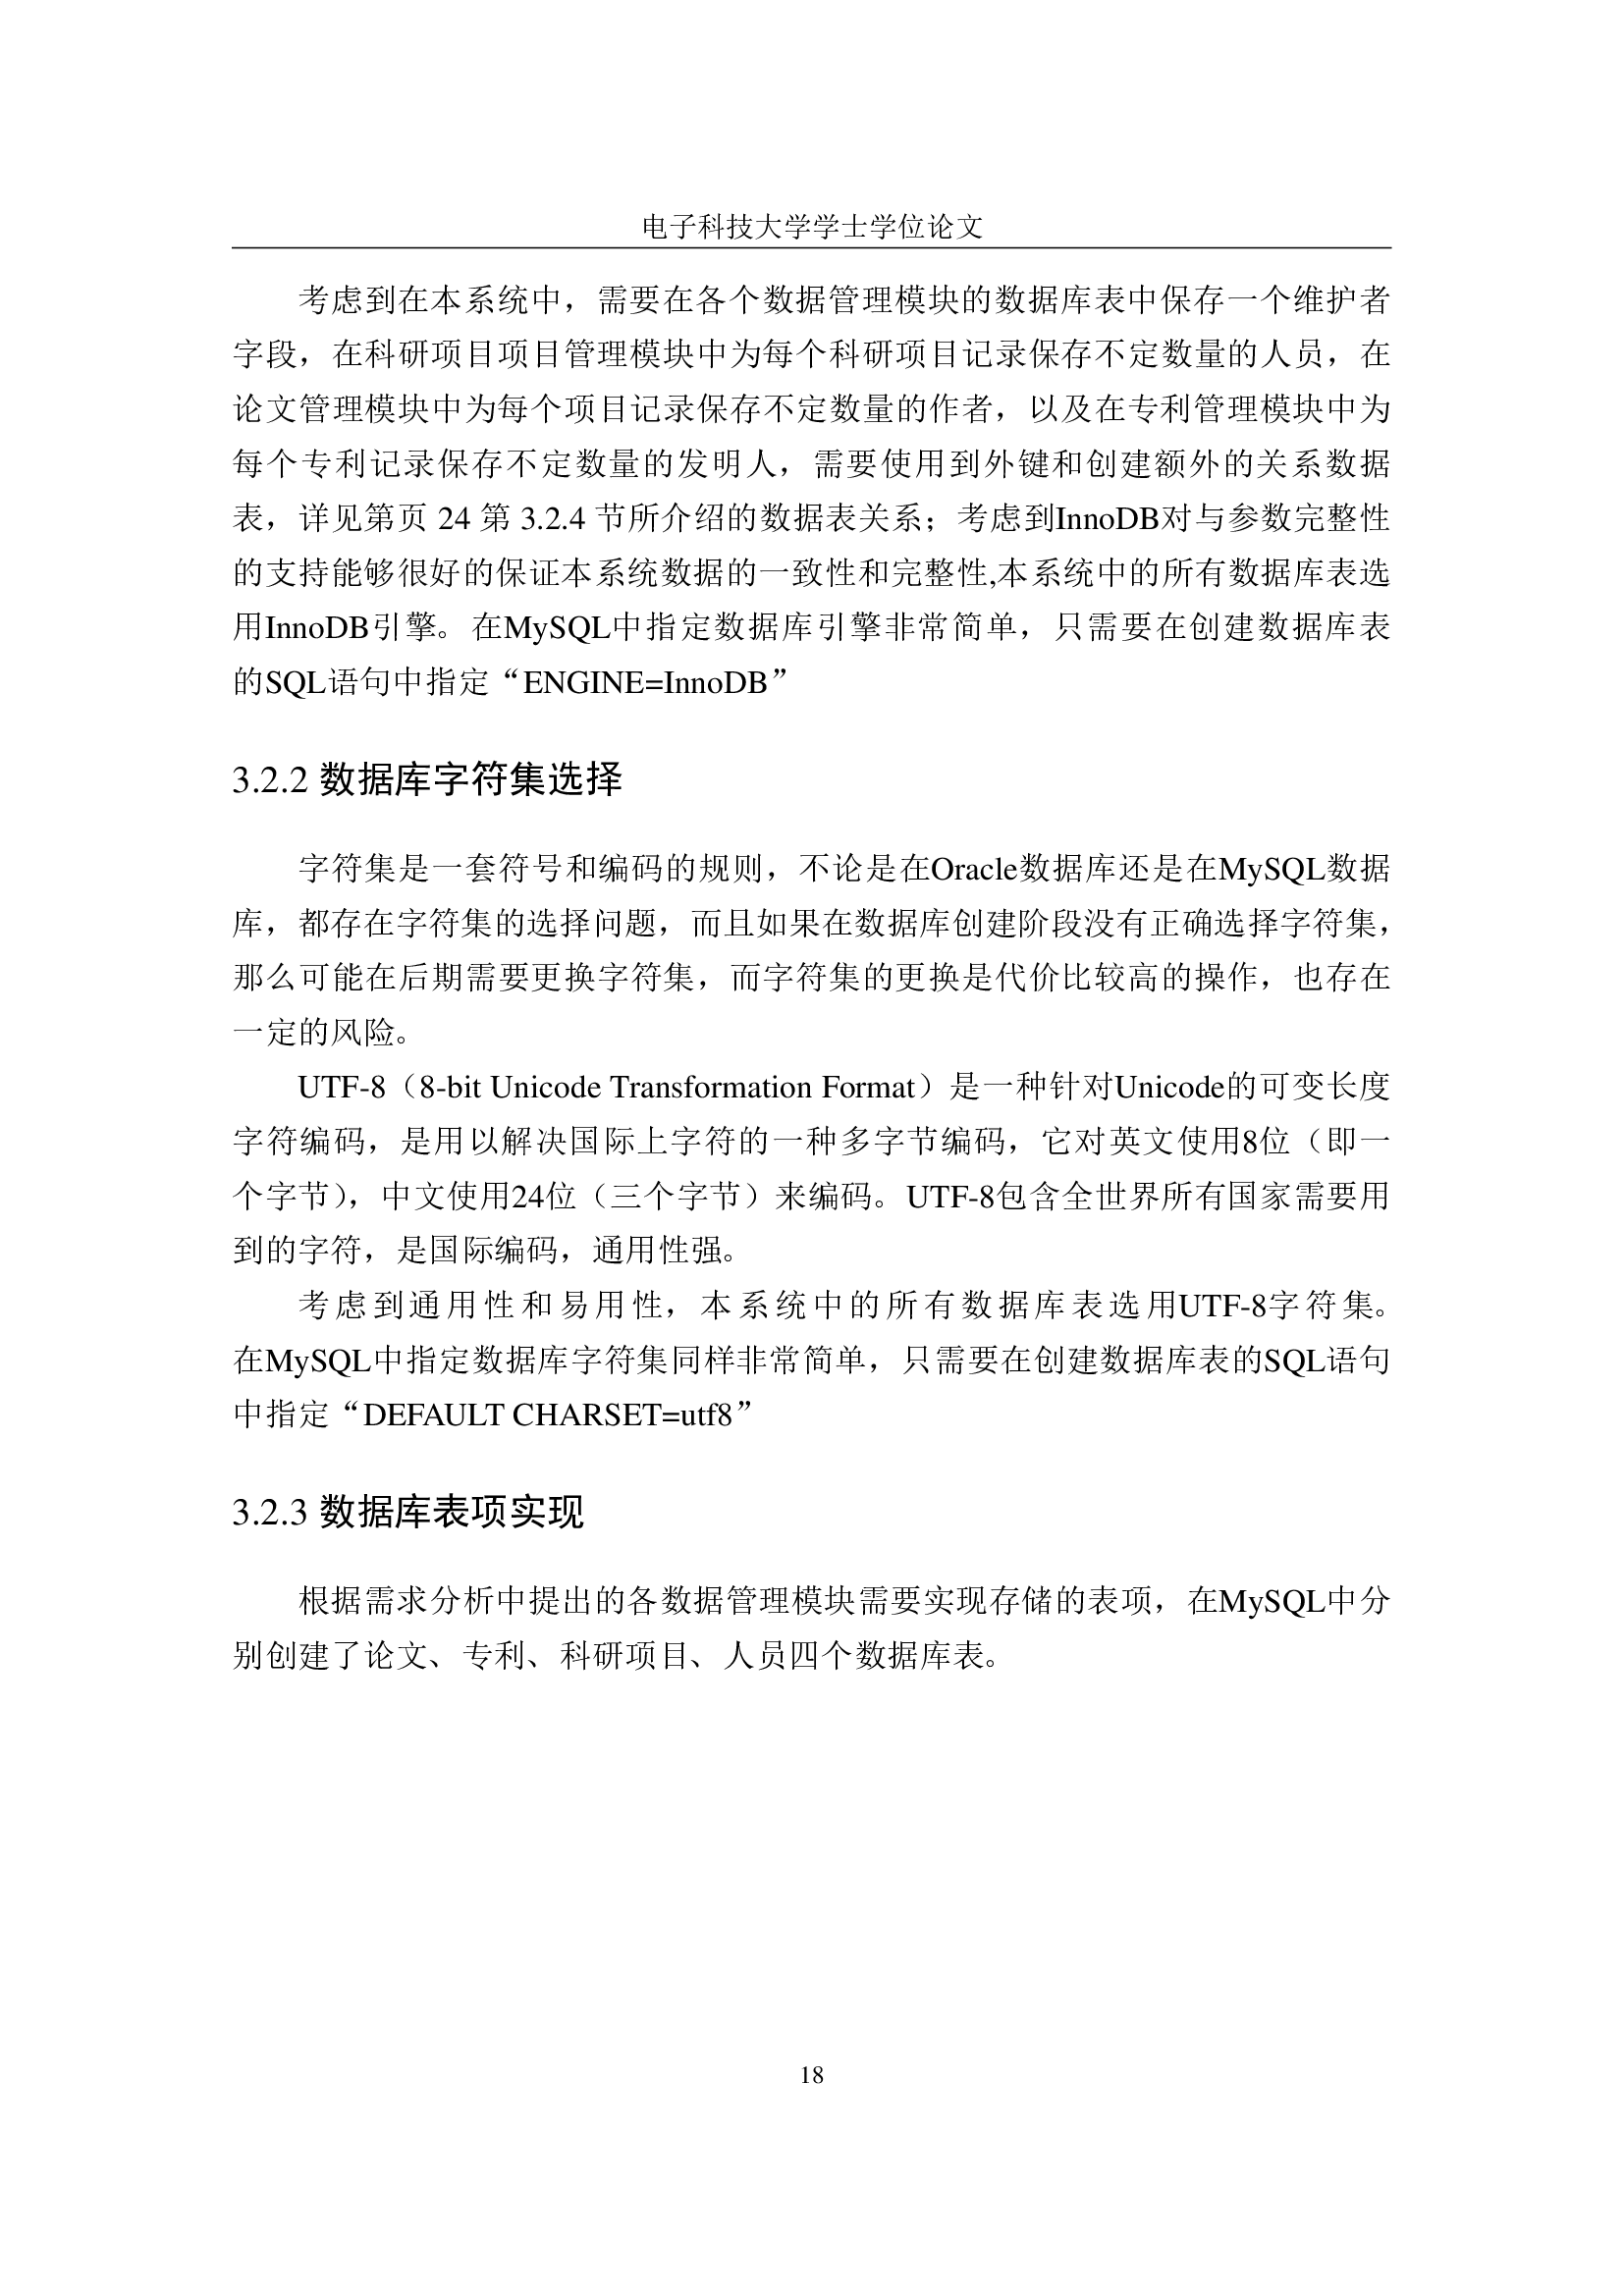 电子科技大学学士学位论文
考虑到在本系统中，需要在各个数据管理模块的数据库表中保存一个维护者
字段，在科研项目项目管理模块中为每个科研项目记录保存不定数量的人员，在
论文管理模块中为每个项目记录保存不定数量的作者，以及在专利管理模块中为
每个专利记录保存不定数量的发明人，需要使用到外键和创建额外的关系数据
表，详见第页 24 第 3.2.4 节所介绍的数据表关系；考虑到InnoDB对与参数完整性
的支持能够很好的保证本系统数据的一致性和完整性,本系统中的所有数据库表选
用InnoDB引擎。在MySQL中指定数据库引擎非常简单，只需要在创建数据库表
的SQL语句中指定“ENGINE=InnoDB”
3.2.2 数据库字符集选择
字符集是一套符号和编码的规则，不论是在Oracle数据库还是在MySQL数据
库，都存在字符集的选择问题，而且如果在数据库创建阶段没有正确选择字符集，
那么可能在后期需要更换字符集，而字符集的更换是代价比较高的操作，也存在
一定的风险。
UTF-8（8-bit Unicode Transformation Format）是一种针对Unicode的可变长度
字符编码，是用以解决国际上字符的一种多字节编码，它对英文使用8位（即一
个字节），中文使用24位（三个字节）来编码。UTF-8包含全世界所有国家需要用
到的字符，是国际编码，通用性强。
考虑到通用性和易用性，本系统中的所有数据库表选用UTF-8字符集。
在MySQL中指定数据库字符集同样非常简单，只需要在创建数据库表的SQL语句
中指定“DEFAULT CHARSET=utf8”
3.2.3 数据库表项实现
根据需求分析中提出的各数据管理模块需要实现存储的表项，在MySQL中分
别创建了论文、专利、科研项目、人员四个数据库表。
18